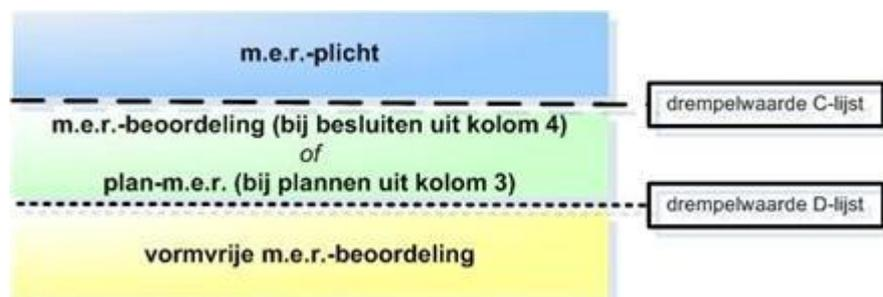 m.e.r.-plicht
drempelwaarde C-lijst
m.e.r.-beoordeling (bij besluiten uit kolom 4)
of
plan-m.e.r. (bij plannen uit kolom 3)
drempelwaarde D-lijst
vormvrije m.e.r.-beoordeling